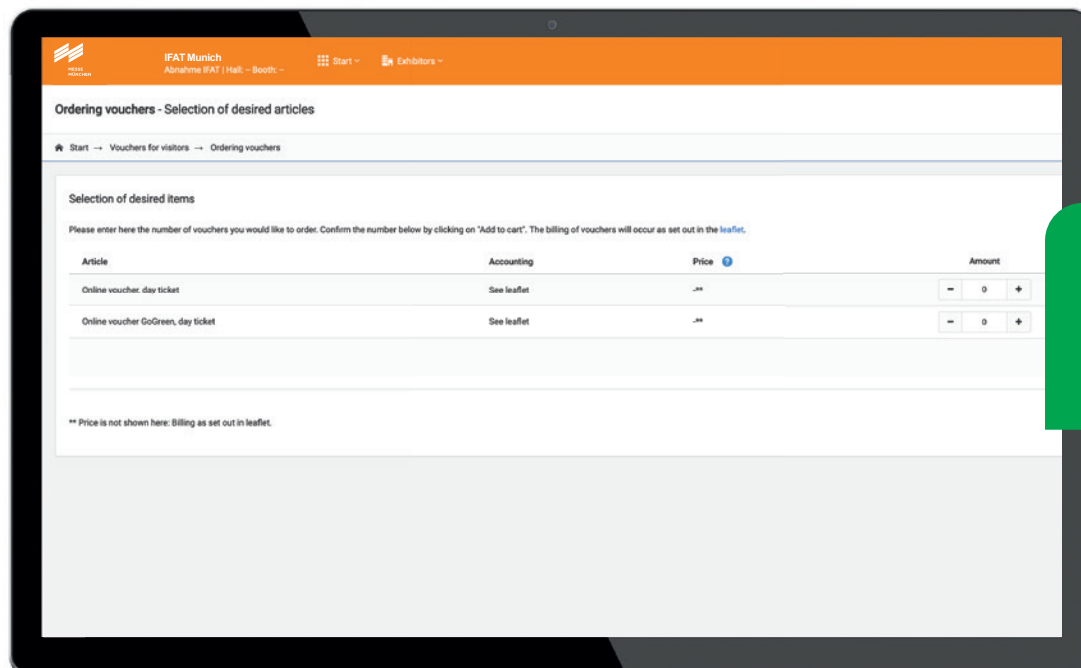 MESSE
MÜNCHEN
IFAT Munich
Abnahme IFAT | Hall: – Booth: –
Start
Exhibitors
Ordering vouchers - Selection of desired articles
Start → Vouchers for visitors → Ordering vouchers
Selection of desired items
Please enter here the number of vouchers you would like to order. Confirm the number below by clicking on "Add to cart". The billing of vouchers will occur as set out in the leaflet.
Article Accounting Price ? Amount
Online voucher. day ticket See leaflet -.** – 0 +
Online voucher GoGreen, day ticket See leaflet -.** – 0 +
** Price is not shown here: Billing as set out in leaflet.